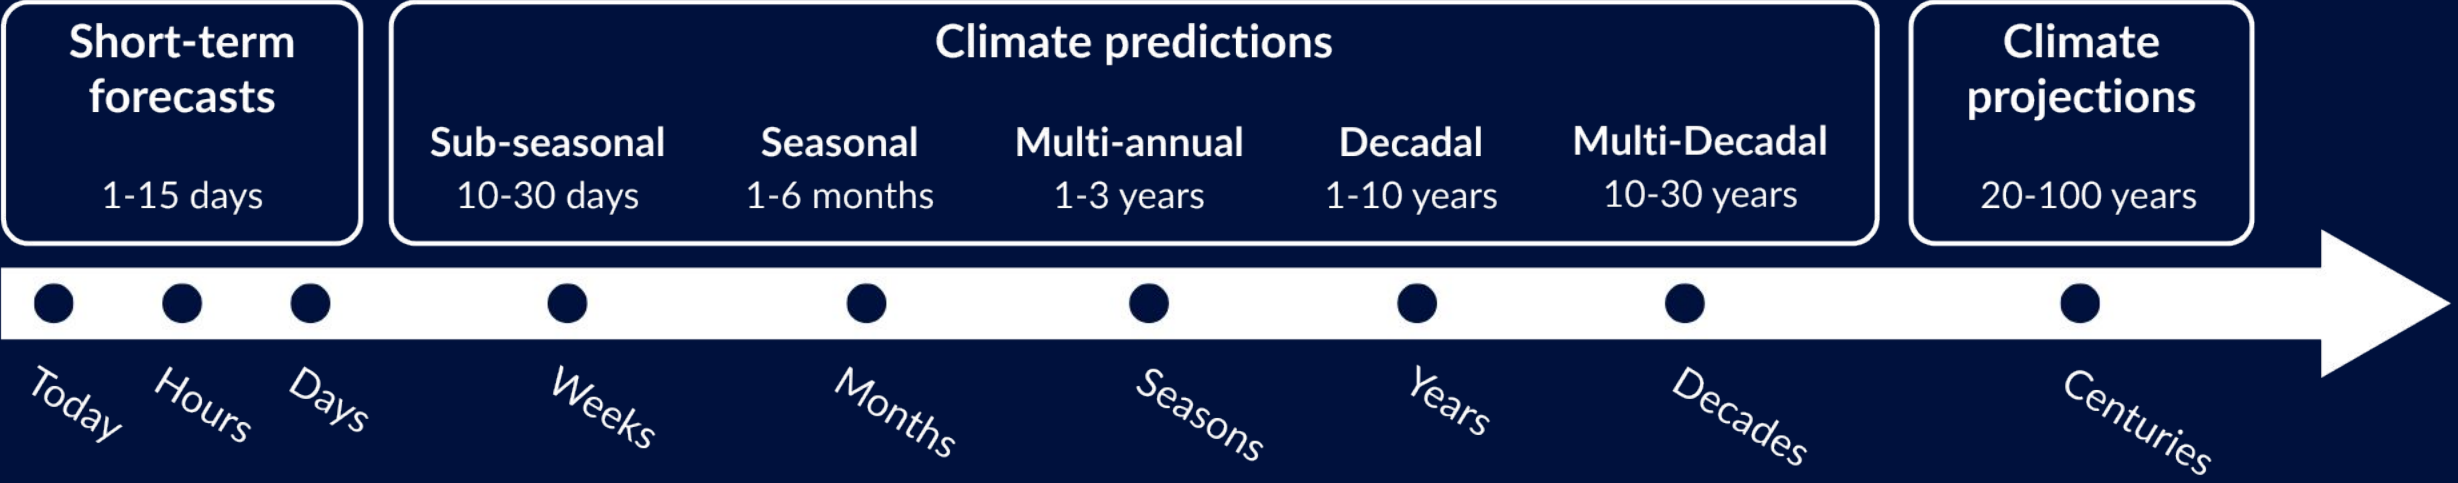 Short-term
forecasts
1-15 days
Climate predictions
Sub-seasonal
10-30 days
Seasonal
1-6 months
Multi-annual
1-3 years
Decadal
1-10 years
Multi-Decadal
10-30 years
Climate
projections
20-100 years
Today
Hours
Days
Weeks
Months
Seasons
Years
Decades
Centuries